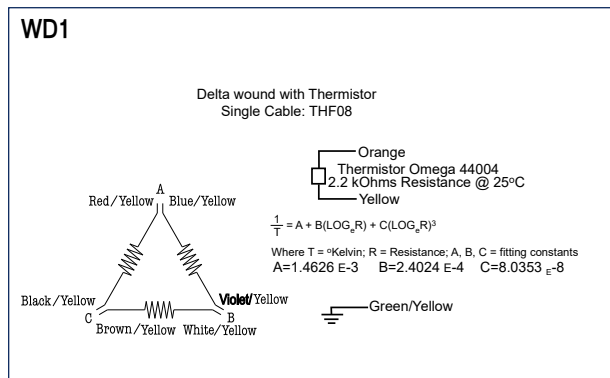 WD1
Delta wound with Thermistor
Single Cable: THF08
Orange
Thermistor Omega 44004
2.2 kOhms Resistance @ 25ºC
Yellow
A
Red/Yellow Blue/Yellow
1/T = A + B(LOGeR) + C(LOGeR)³
Where T = ºKelvin; R = Resistance; A, B, C = fitting constants
A=1.4626 E-3 B=2.4024 E-4 C=8.0353 E-8
Black/Yellow Violet/Yellow
C B
Brown/Yellow White/Yellow
Green/Yellow